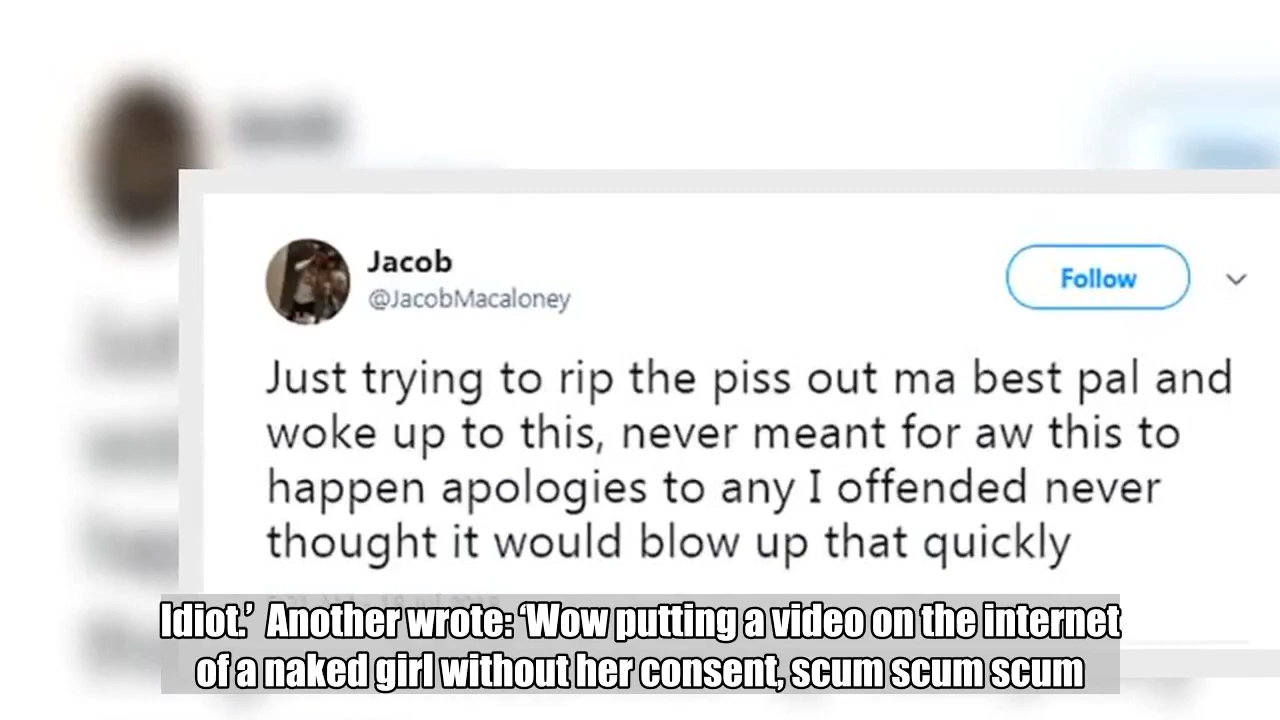 Jacob
@JacobMacaloney
Follow
Just trying to rip the piss out ma best pal and
woke up to this, never meant for aw this to
happen apologies to any I offended never
thought it would blow up that quickly
Idiot.’ Another wrote: ‘Wow putting a video on the internet
of a naked girl without her consent, scum scum scum